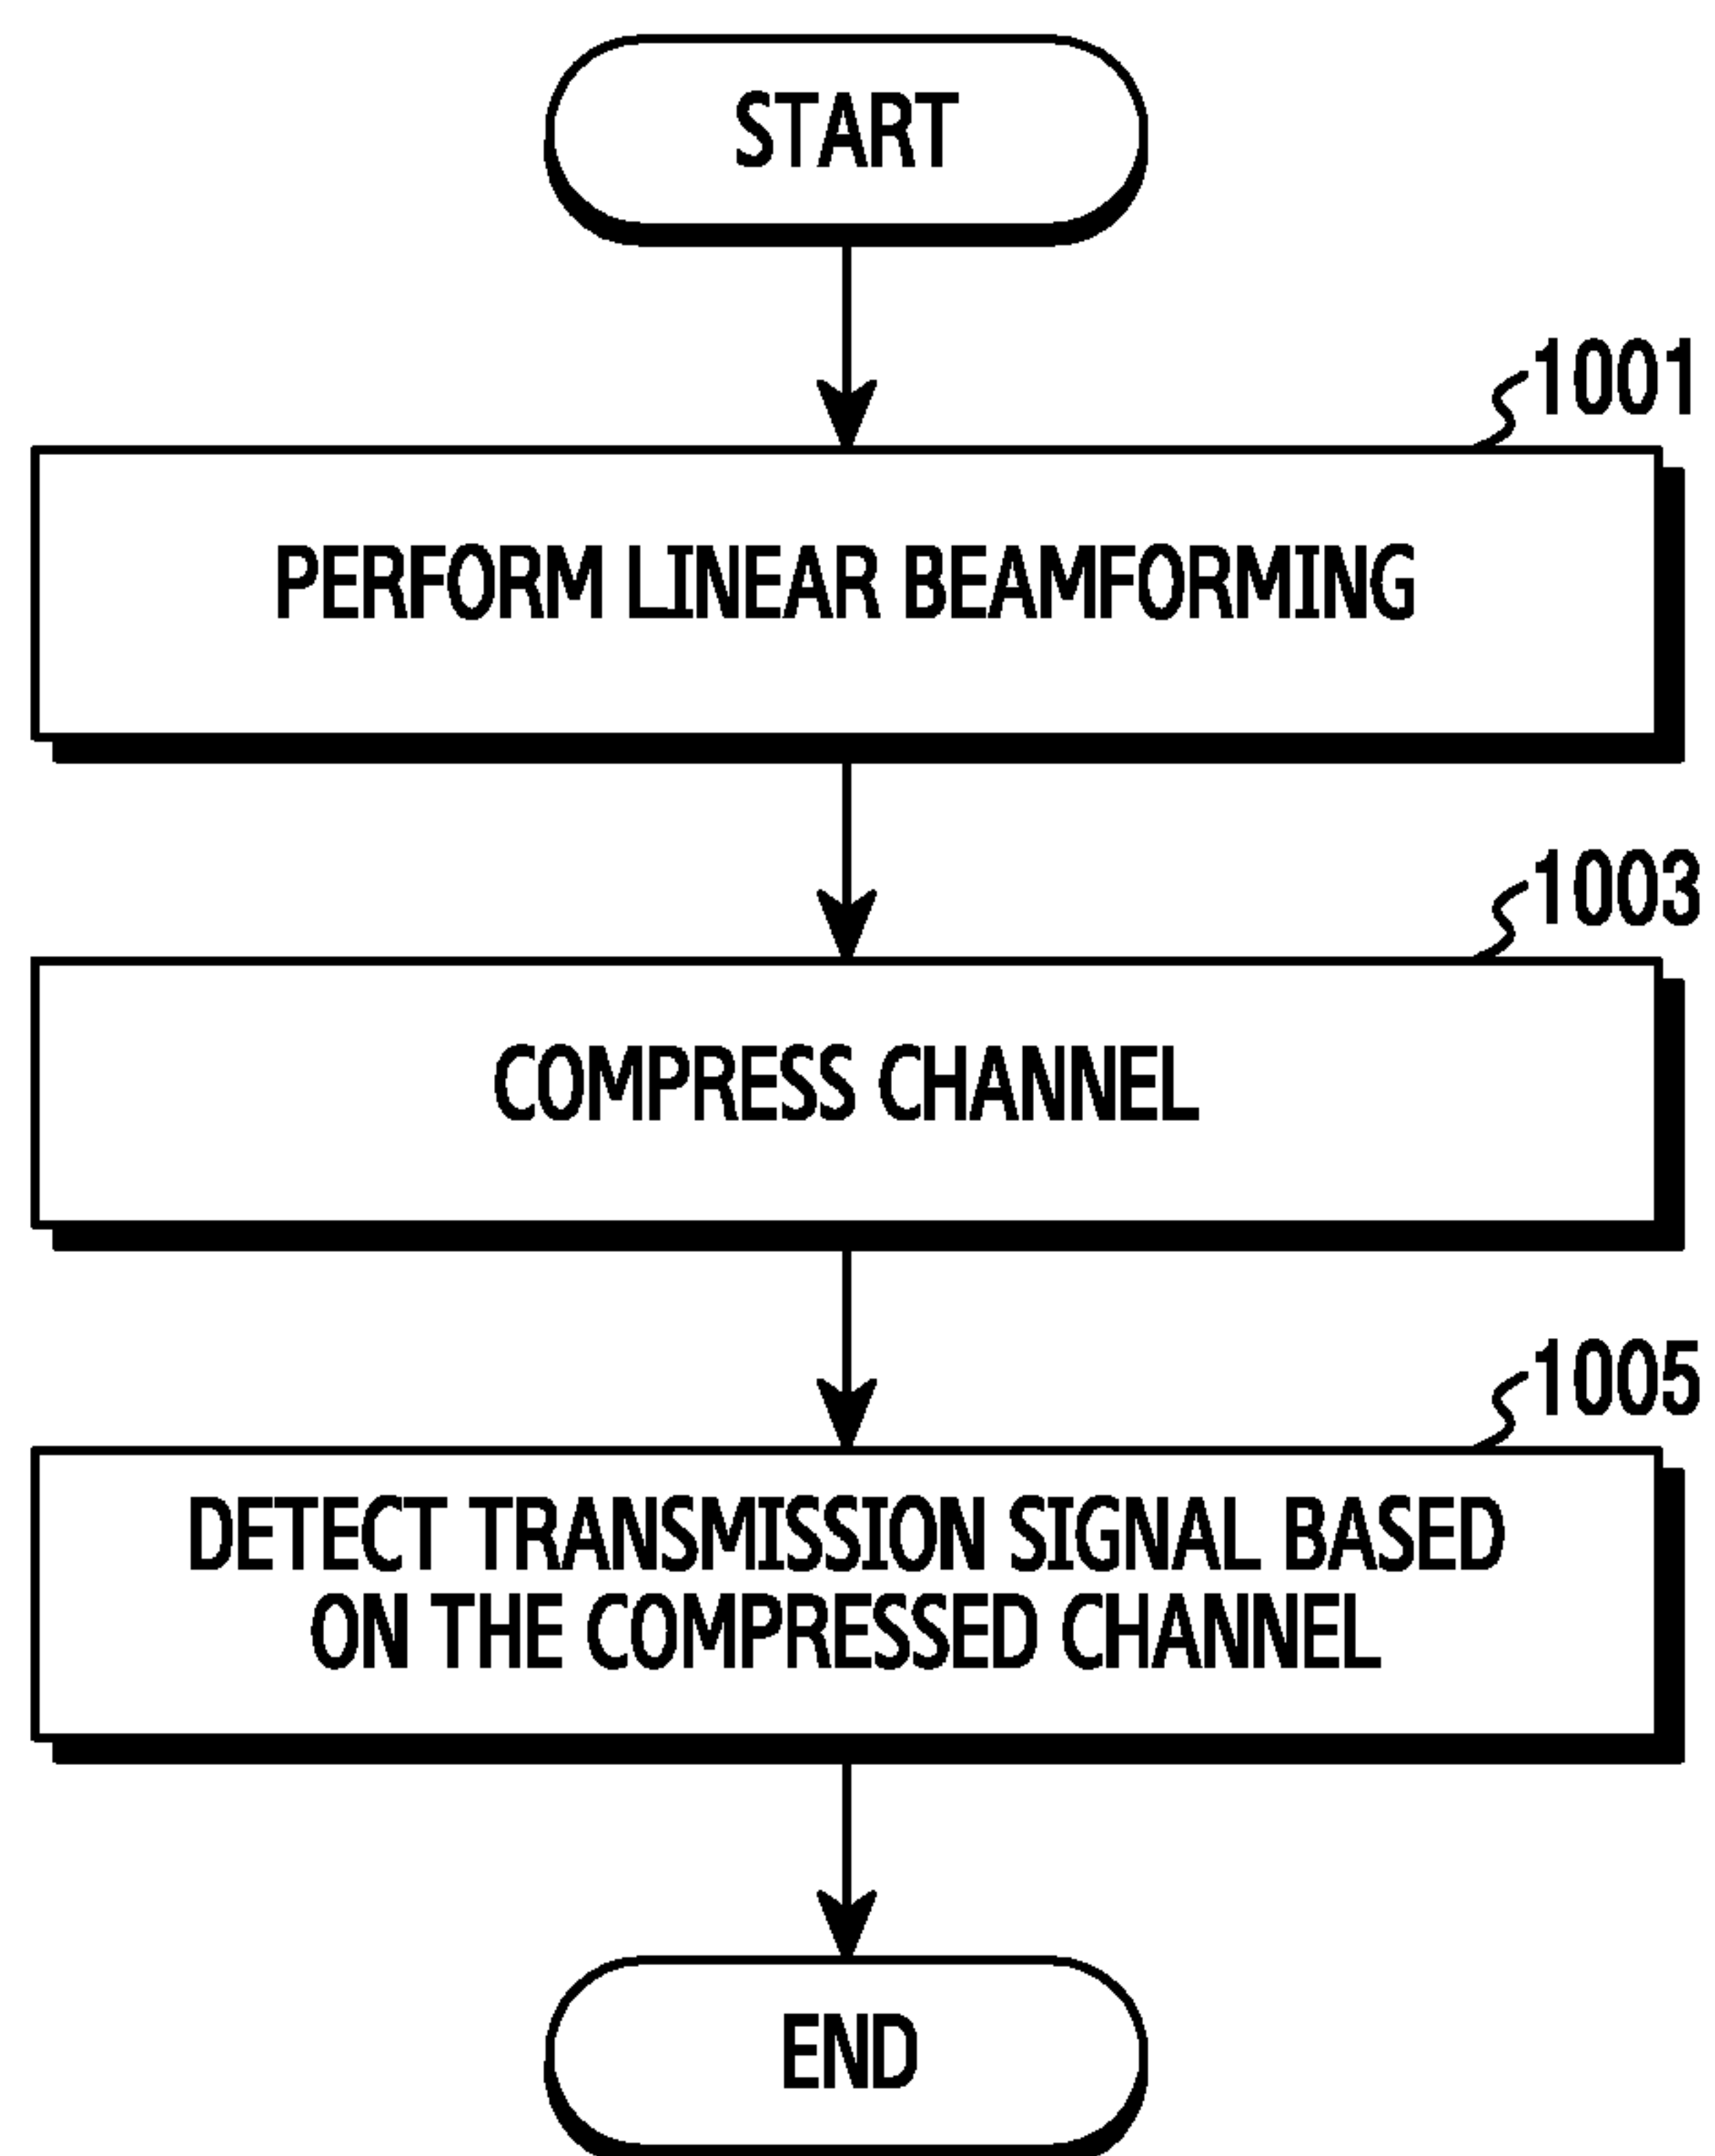 START
1001
PERFORM LINEAR BEAMFORMING
1003
COMPRESS CHANNEL
1005
DETECT TRANSMISSION SIGNAL BASED
ON THE COMPRESSED CHANNEL
END